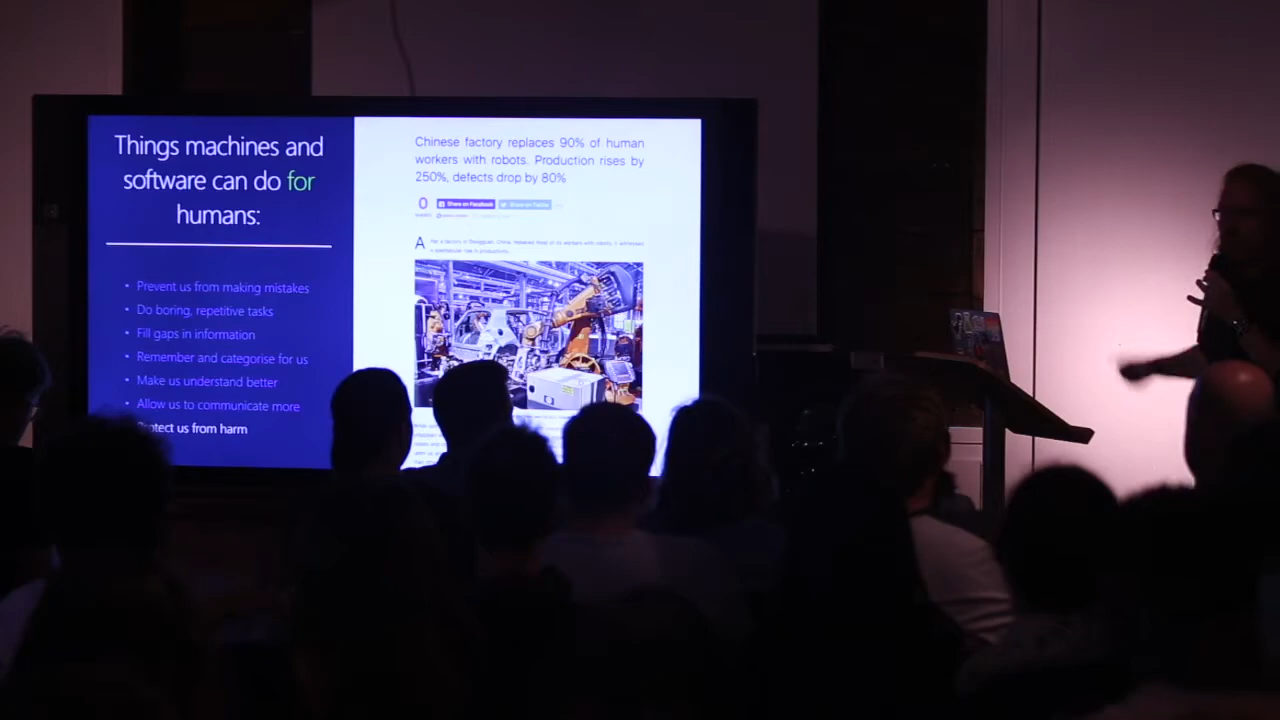 Things machines and
software can do for
humans:
• Prevent us from making mistakes
• Do boring, repetitive tasks
• Fill gaps in information
• Remember and categorise for us
• Make us understand better
• Allow us to communicate more
us from harm
Chinese factory replaces 90% of human
workers with robots. Production rises by
250%, defects drop by 80%
0
Share on Facebook
Share on Twitter
A